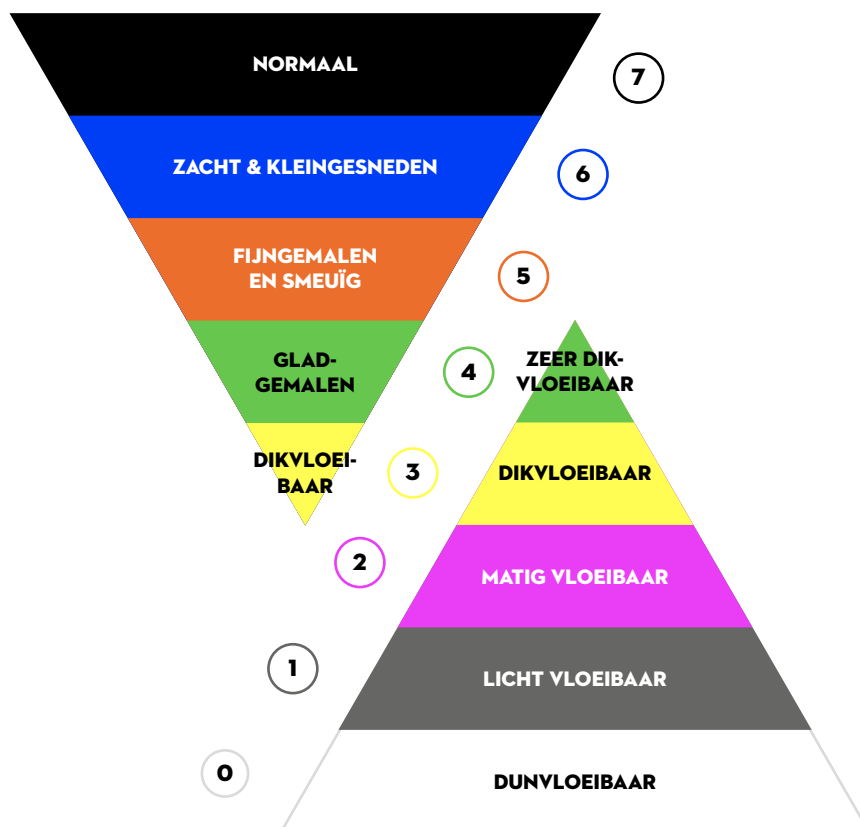 NORMAAL
7
ZACHT & KLEINGESNEDEN
6
FIJNGEMALEN
EN SMEUÏG
5
GLAD-
GEMALEN
4
ZEER DIK-
VLOEIBAAR
DIKVLOEI-
BAAR
3
DIKVLOEIBAAR
2
MATIG VLOEIBAAR
1
LICHT VLOEIBAAR
0
DUNVLOEIBAAR